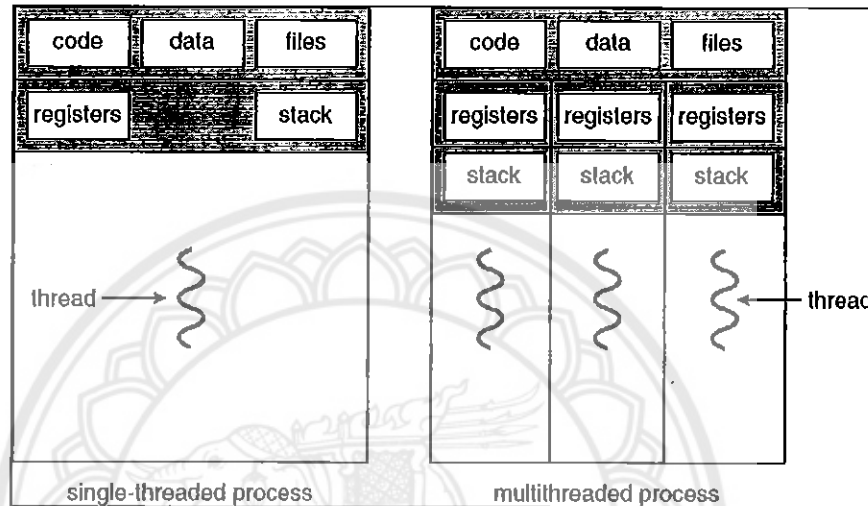 code data files
registers stack
thread
single-threaded process
code data files
registers registers registers
stack stack stack
thread
multithreaded process